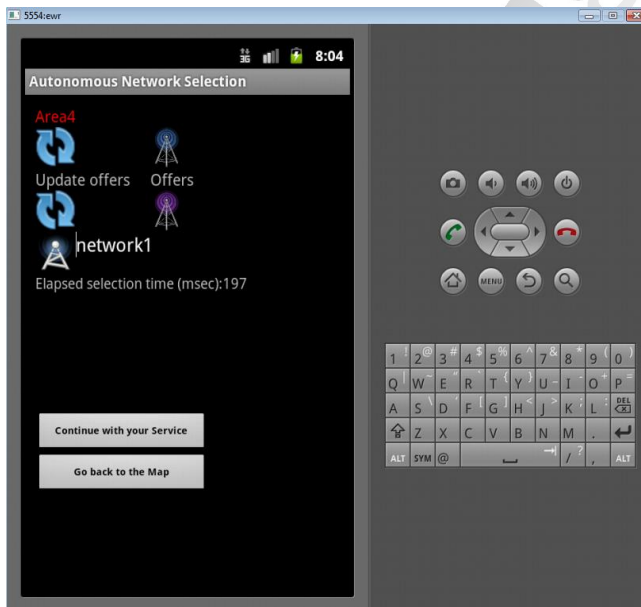 5554:ewr
3G 8:04
Autonomous Network Selection
Area4
Update offers Offers
network1
Elapsed selection time (msec):197
Continue with your Service
Go back to the Map
MENU
1 ! 2 @ 3 # 4 $ 5 % 6 ^ 7 & 8 * 9 ( 0 )
Q | W ~ E " R ` T { Y } U _ I - O + P =
A S \ D ' F [ G ] H < J > K ; L : DEL
Z X C V B N M .
ALT SYM @ / ? , ALT